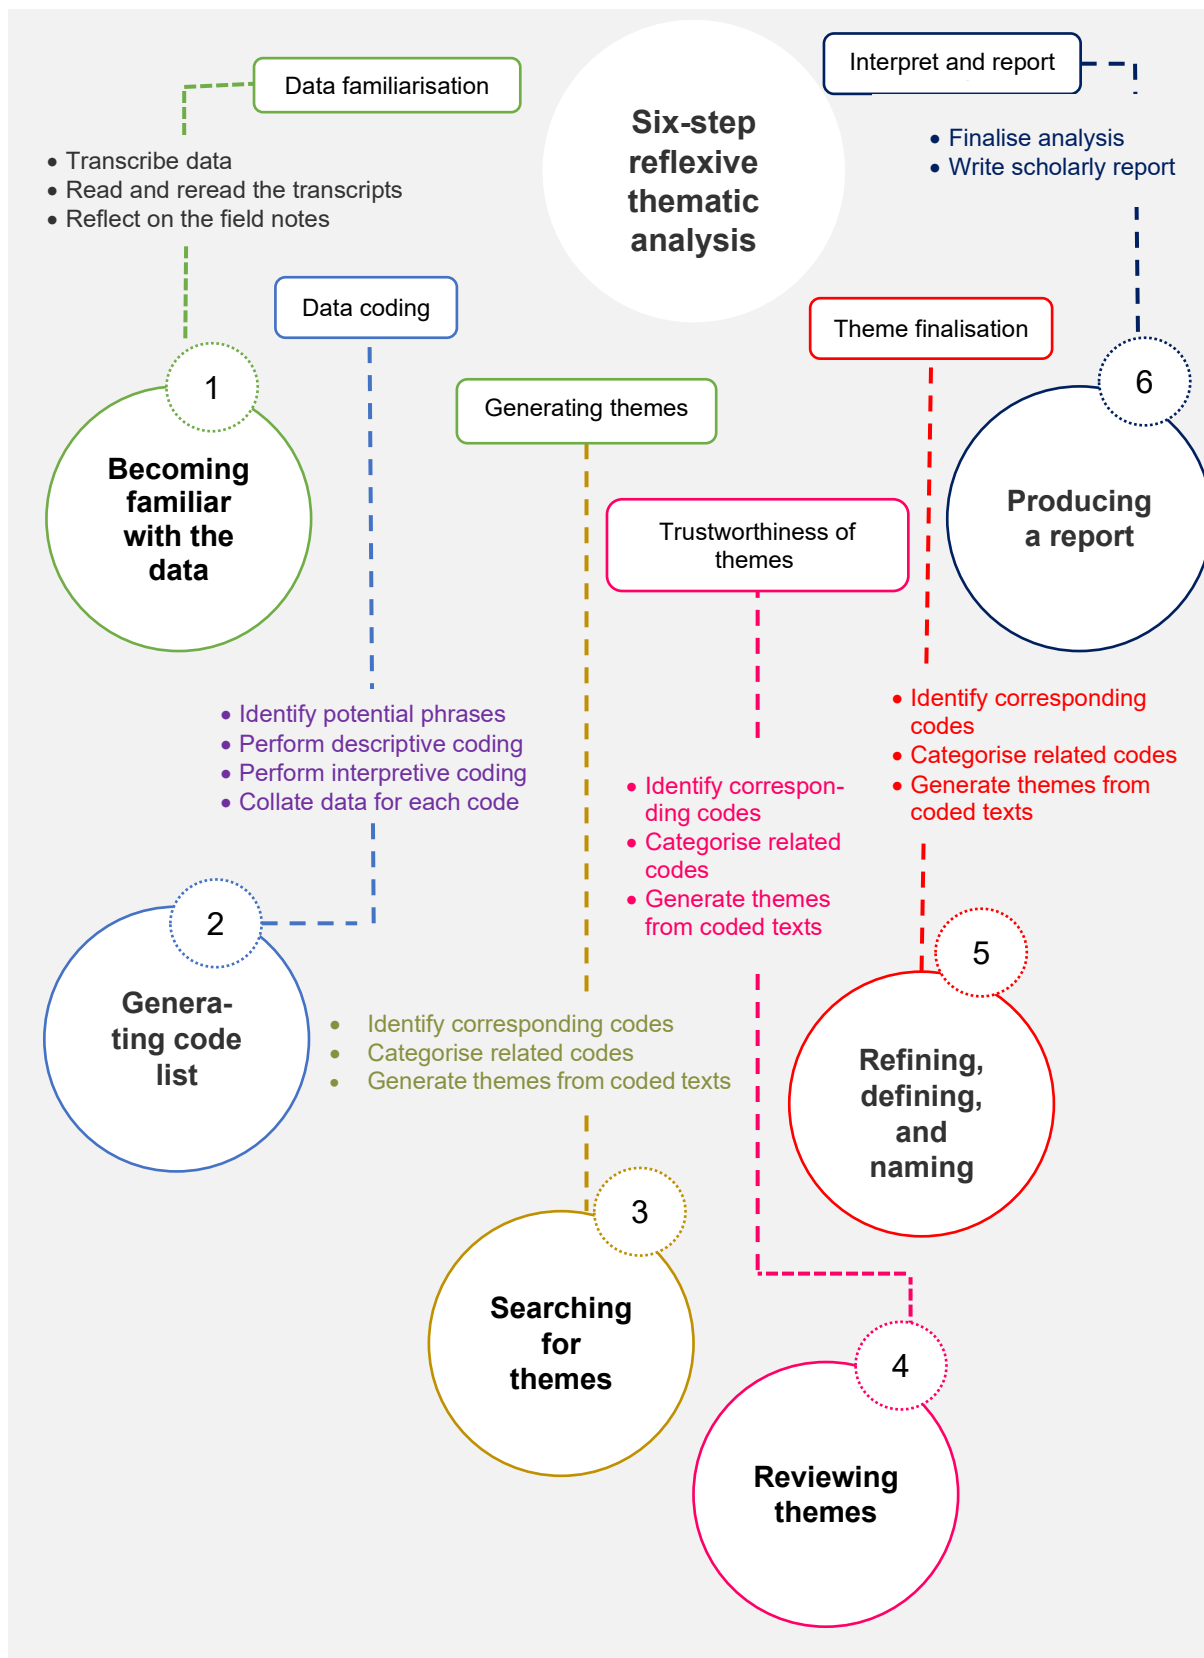 Six-step
reflexive
thematic
analysis
Data familiarisation
• Transcribe data
• Read and reread the transcripts
• Reflect on the field notes
1
Becoming
familiar
with the
data
Data coding
• Identify potential phrases
• Perform descriptive coding
• Perform interpretive coding
• Collate data for each code
2
Genera-
ting code
list
Generating themes
• Identify corresponding codes
• Categorise related codes
• Generate themes from coded texts
3
Searching
for
themes
Trustworthiness of
themes
• Identify correspon-
ding codes
• Categorise related
codes
• Generate themes
from coded texts
4
Reviewing
themes
Theme finalisation
• Identify corresponding
codes
• Categorise related codes
• Generate themes from
coded texts
5
Refining,
defining,
and
naming
Interpret and report
• Finalise analysis
• Write scholarly report
6
Producing
a report